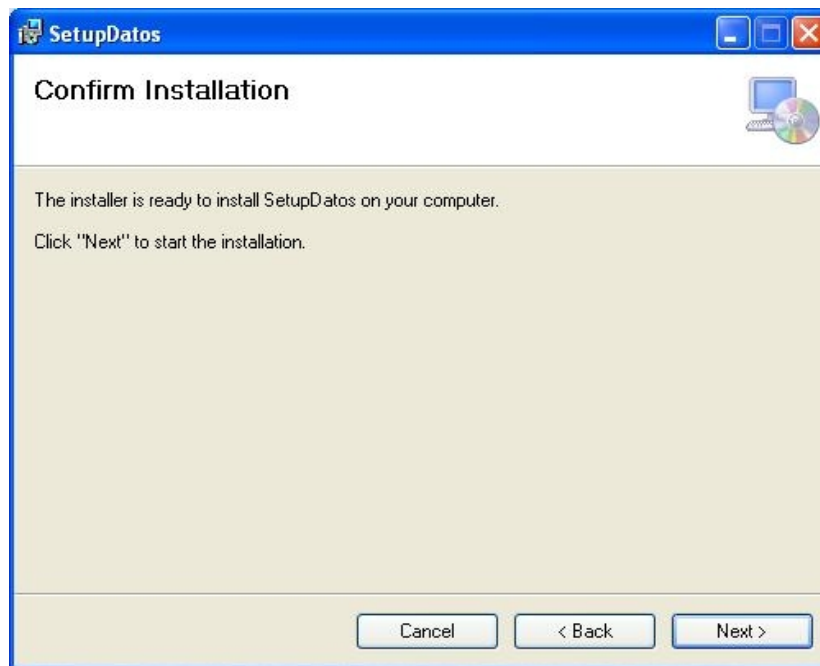 SetupDatos
Confirm Installation
The installer is ready to install SetupDatos on your computer.
Click "Next" to start the installation.
Cancel
< Back
Next >